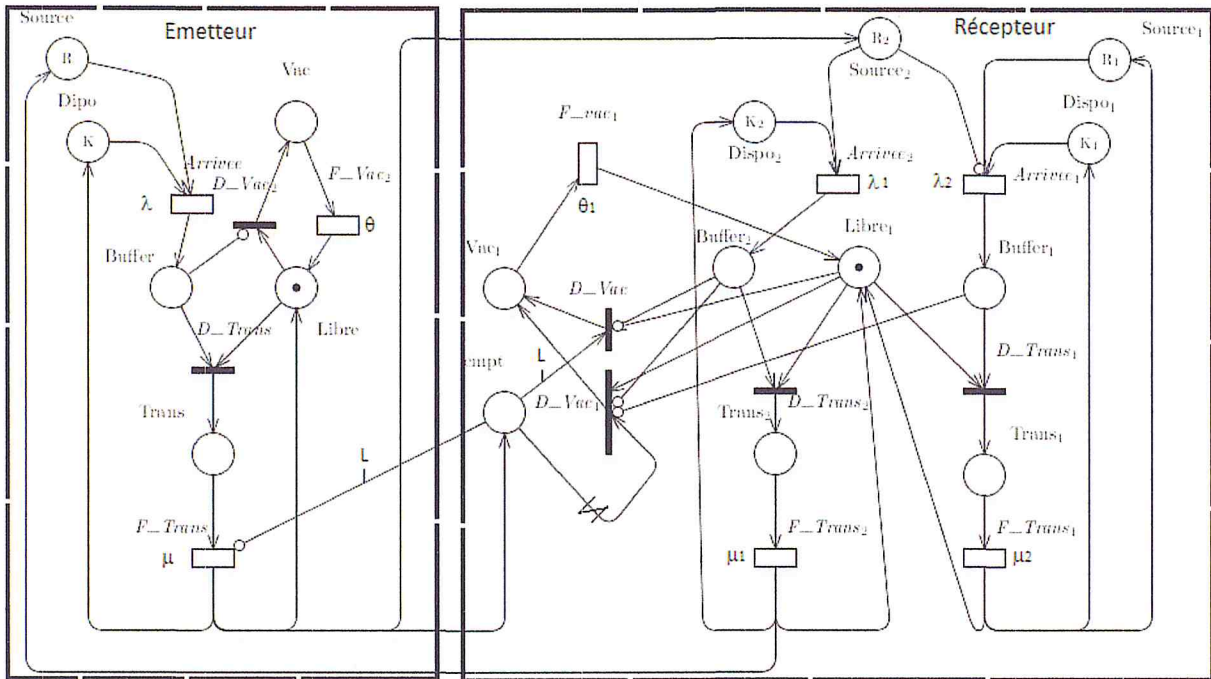 Source
Emetteur
R
Vac
Dipo
K
Arrivee
D_Vac₂
F_Vac₂
λ
θ
Buffer
D_Trans
Libre
Trans
L
F_Trans
μ
Récepteur
R₂
Source₂
Source₁
R₁
F_vac₁
K₂
Dispo₂
Dispo₁
K₁
Arrivee₂
Arrivee₁
θ1
λ1
λ2
Vac₁
Buffer₂
Libre₁
Buffer₁
D_Vac
L
empt
D_Vac₁
D_Trans₁
D_Trans₂
Trans₂
Trans₁
F_Trans₂
F_Trans₁
μ1
μ2